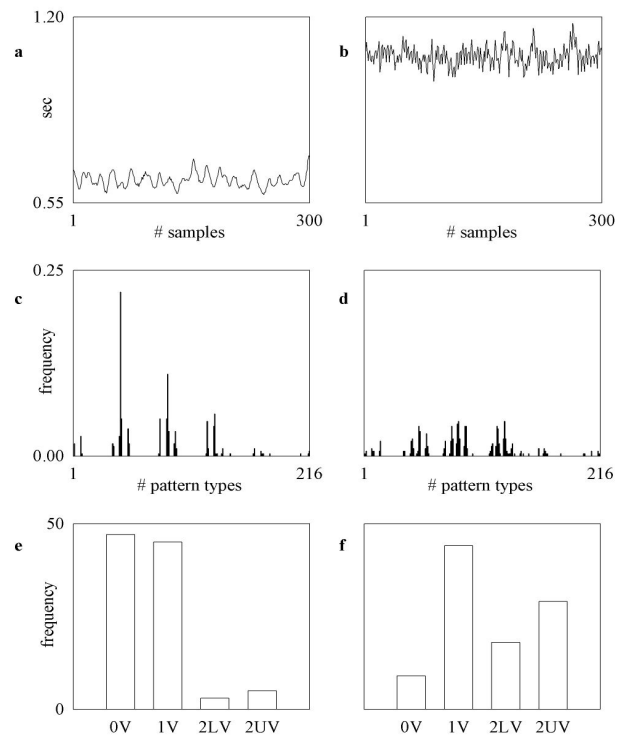 1.20
a
b
sec
0.55
1
300
1
300
# samples
# samples
0.25
c
d
frequency
0.00
1
216
1
216
# pattern types
# pattern types
50
e
f
frequency
0
0V 1V 2LV 2UV
0V 1V 2LV 2UV